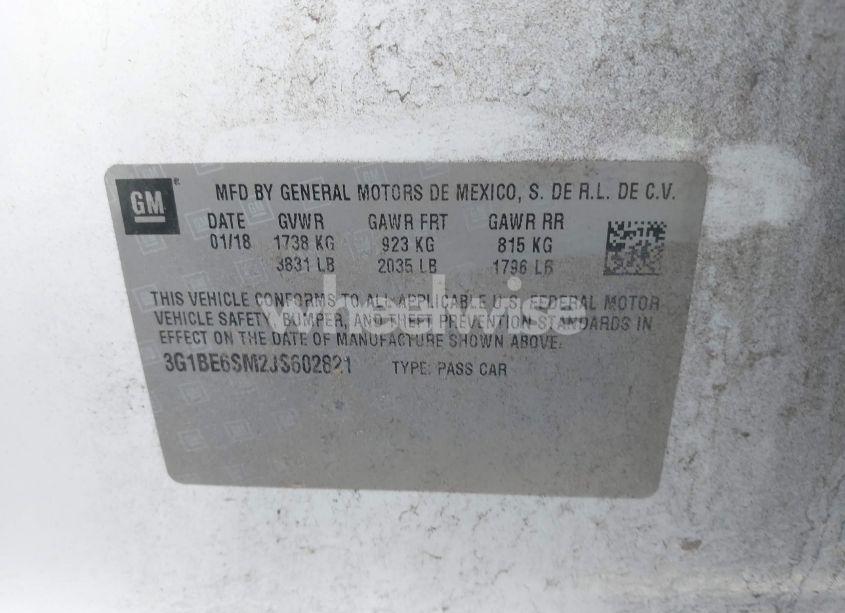 GM MFD BY GENERAL MOTORS DE MEXICO, S. DE R.L. DE C.V.
DATE GVWR GAWR FRT GAWR RR
01/18 1738 KG 923 KG 815 KG
3831 LB 2035 LB 1796 LB
THIS VEHICLE CONFORMS TO ALL APPLICABLE U.S. FEDERAL MOTOR
VEHICLE SAFETY, BUMPER, AND THEFT PREVENTION STANDARDS IN
EFFECT ON THE DATE OF MANUFACTURE SHOWN ABOVE.
3G1BE6SM2JS602821 TYPE: PASS CAR
wheelwise